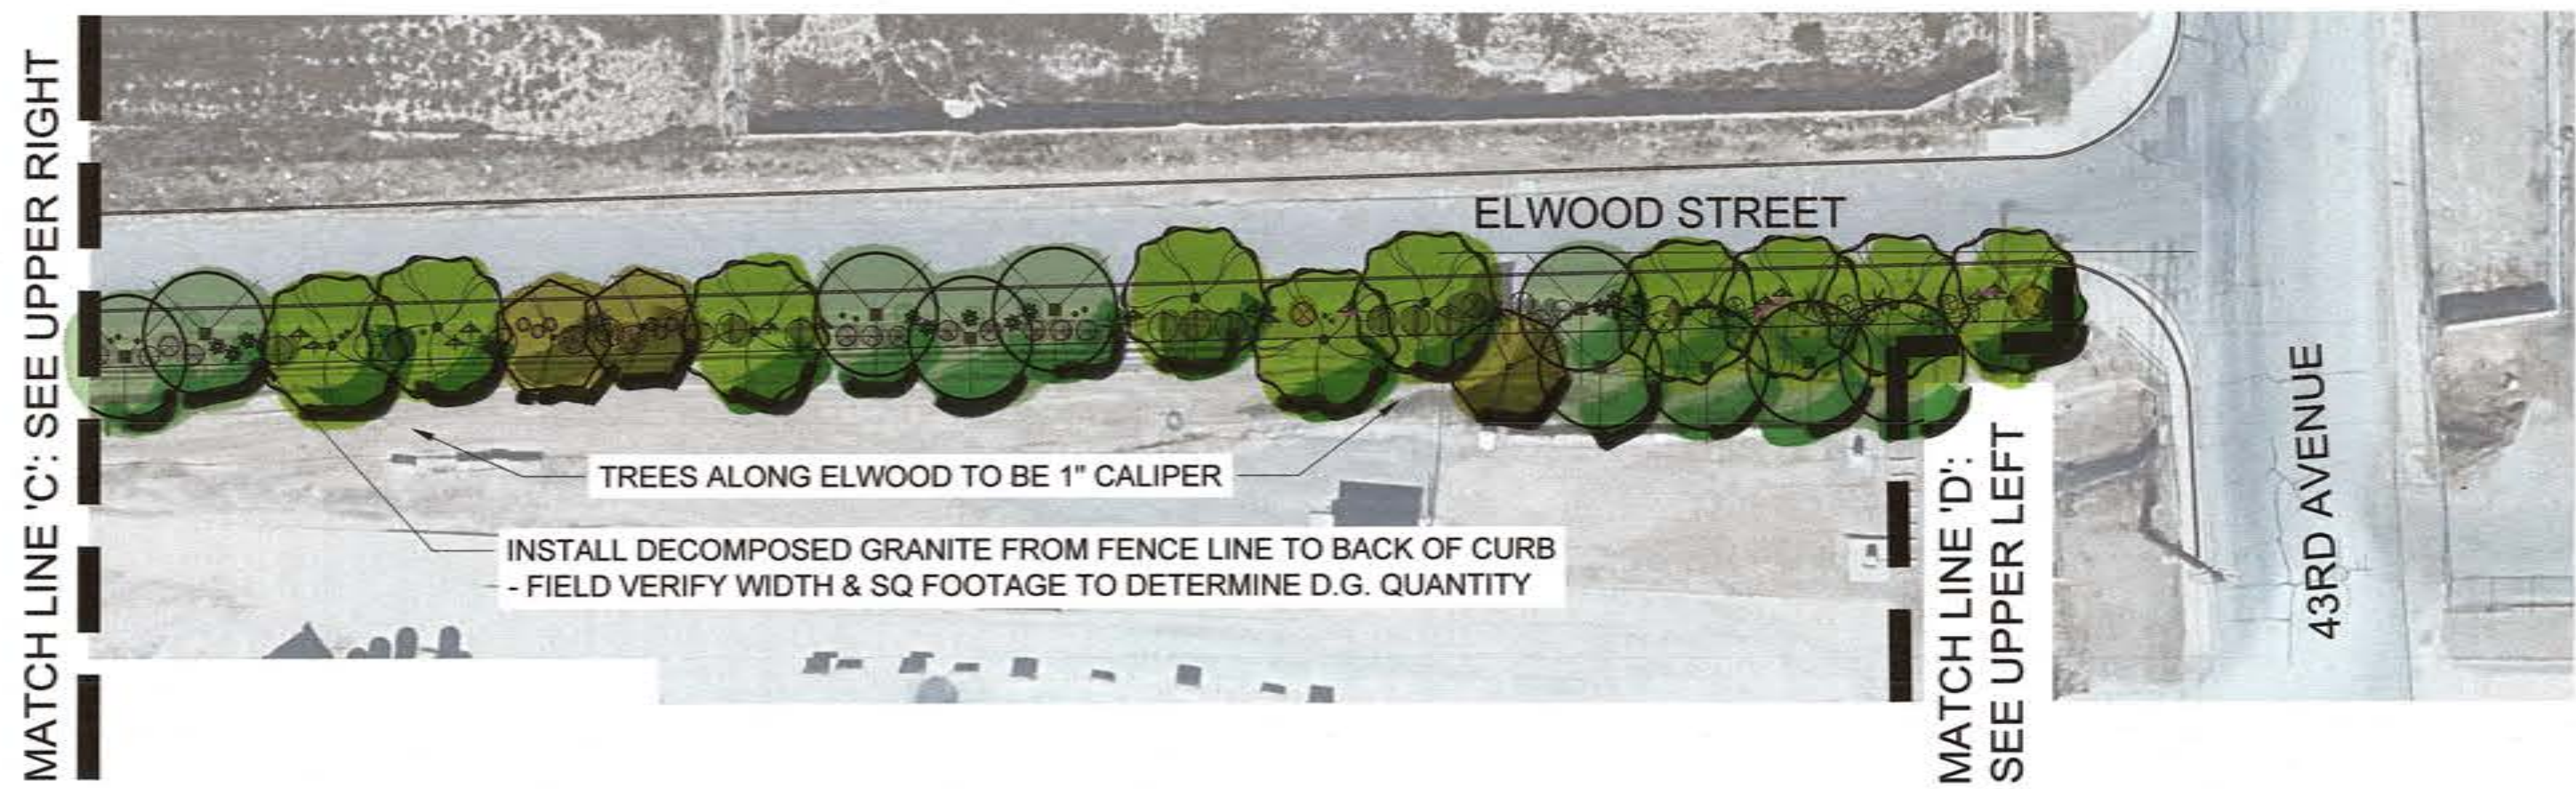 MATCH LINE 'C': SEE UPPER RIGHT
ELWOOD STREET
TREES ALONG ELWOOD TO BE 1" CALIPER
INSTALL DECOMPOSED GRANITE FROM FENCE LINE TO BACK OF CURB
- FIELD VERIFY WIDTH & SQ FOOTAGE TO DETERMINE D.G. QUANTITY
MATCH LINE 'D':
SEE UPPER LEFT
43RD AVENUE